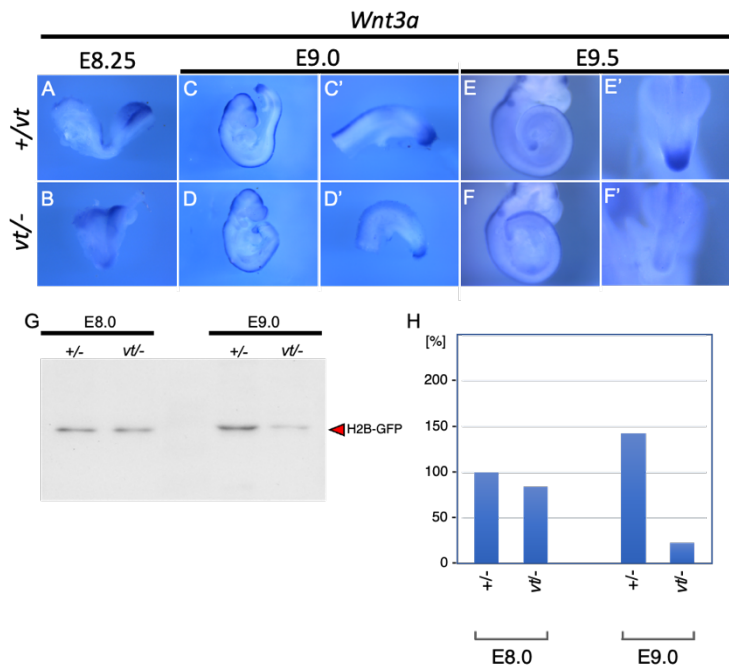 Wnt3a
E8.25 E9.0 E9.5
+/vt A C C' E E'
vt/- B D D' F F'
G E8.0 E9.0
+/- vt/- +/- vt/-
H2B-GFP
H
[%]
200
150
100
50
0
+/- vt/- +/- vt/-
E8.0 E9.0